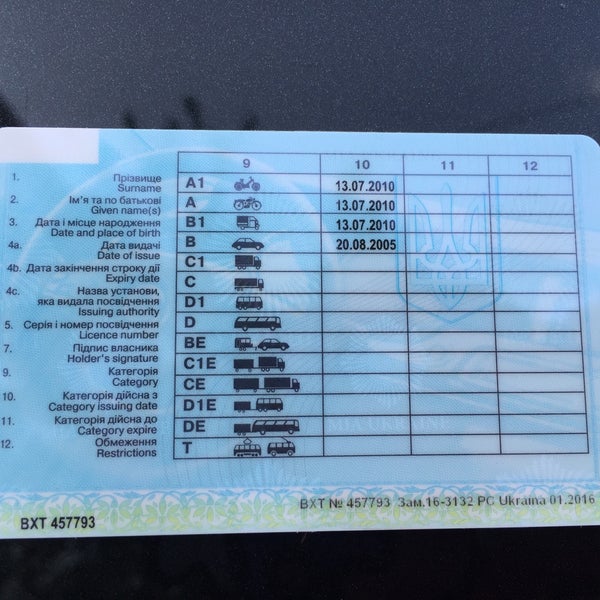 9 10 11 12
1. Прізвище
Surname
2. Ім'я та по батькові
Given name(s)
3. Дата і місце народження
Date and place of birth
4a. Дата видачі
Date of issue
4b. Дата закінчення строку дії
Expiry date
4c. Назва установи,
яка видала посвідчення
Issuing authority
5. Серія і номер посвідчення
Licence number
7. Підпис власника
Holder's signature
9. Категорія
Category
10. Категорія дійсна з
Category issuing date
11. Категорія дійсна до
Category expire
12. Обмеження
Restrictions
A1 13.07.2010
A 13.07.2010
B1 13.07.2010
B 20.08.2005
C1
C
D1
D
BE
C1E
CE
D1E
DE
T
BXT № 457793 Зам.16-3132 PC Ukraina 01.2016
BXT 457793